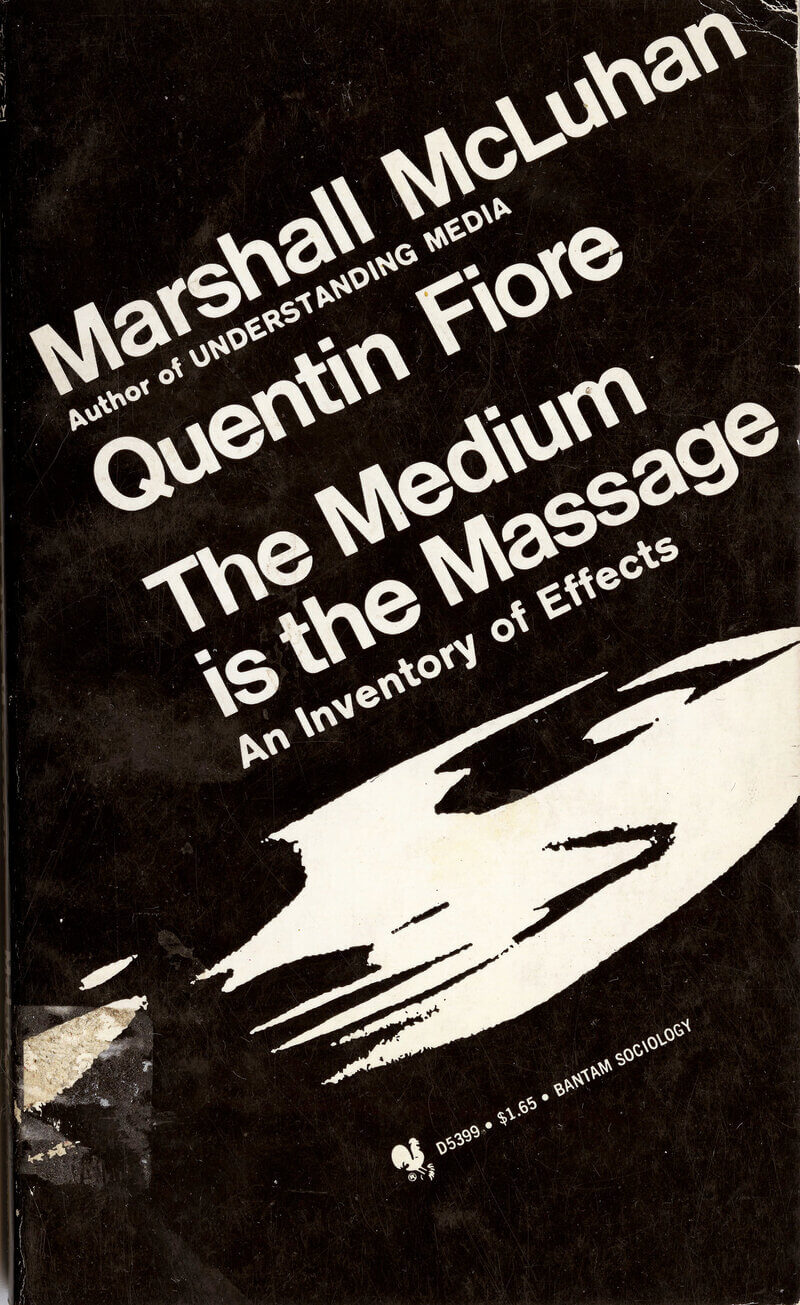 Marshall McLuhan
Author of UNDERSTANDING MEDIA
Quentin Fiore
The Medium
is the Massage
An Inventory of Effects
D5399 • $1.65 • BANTAM SOCIOLOGY